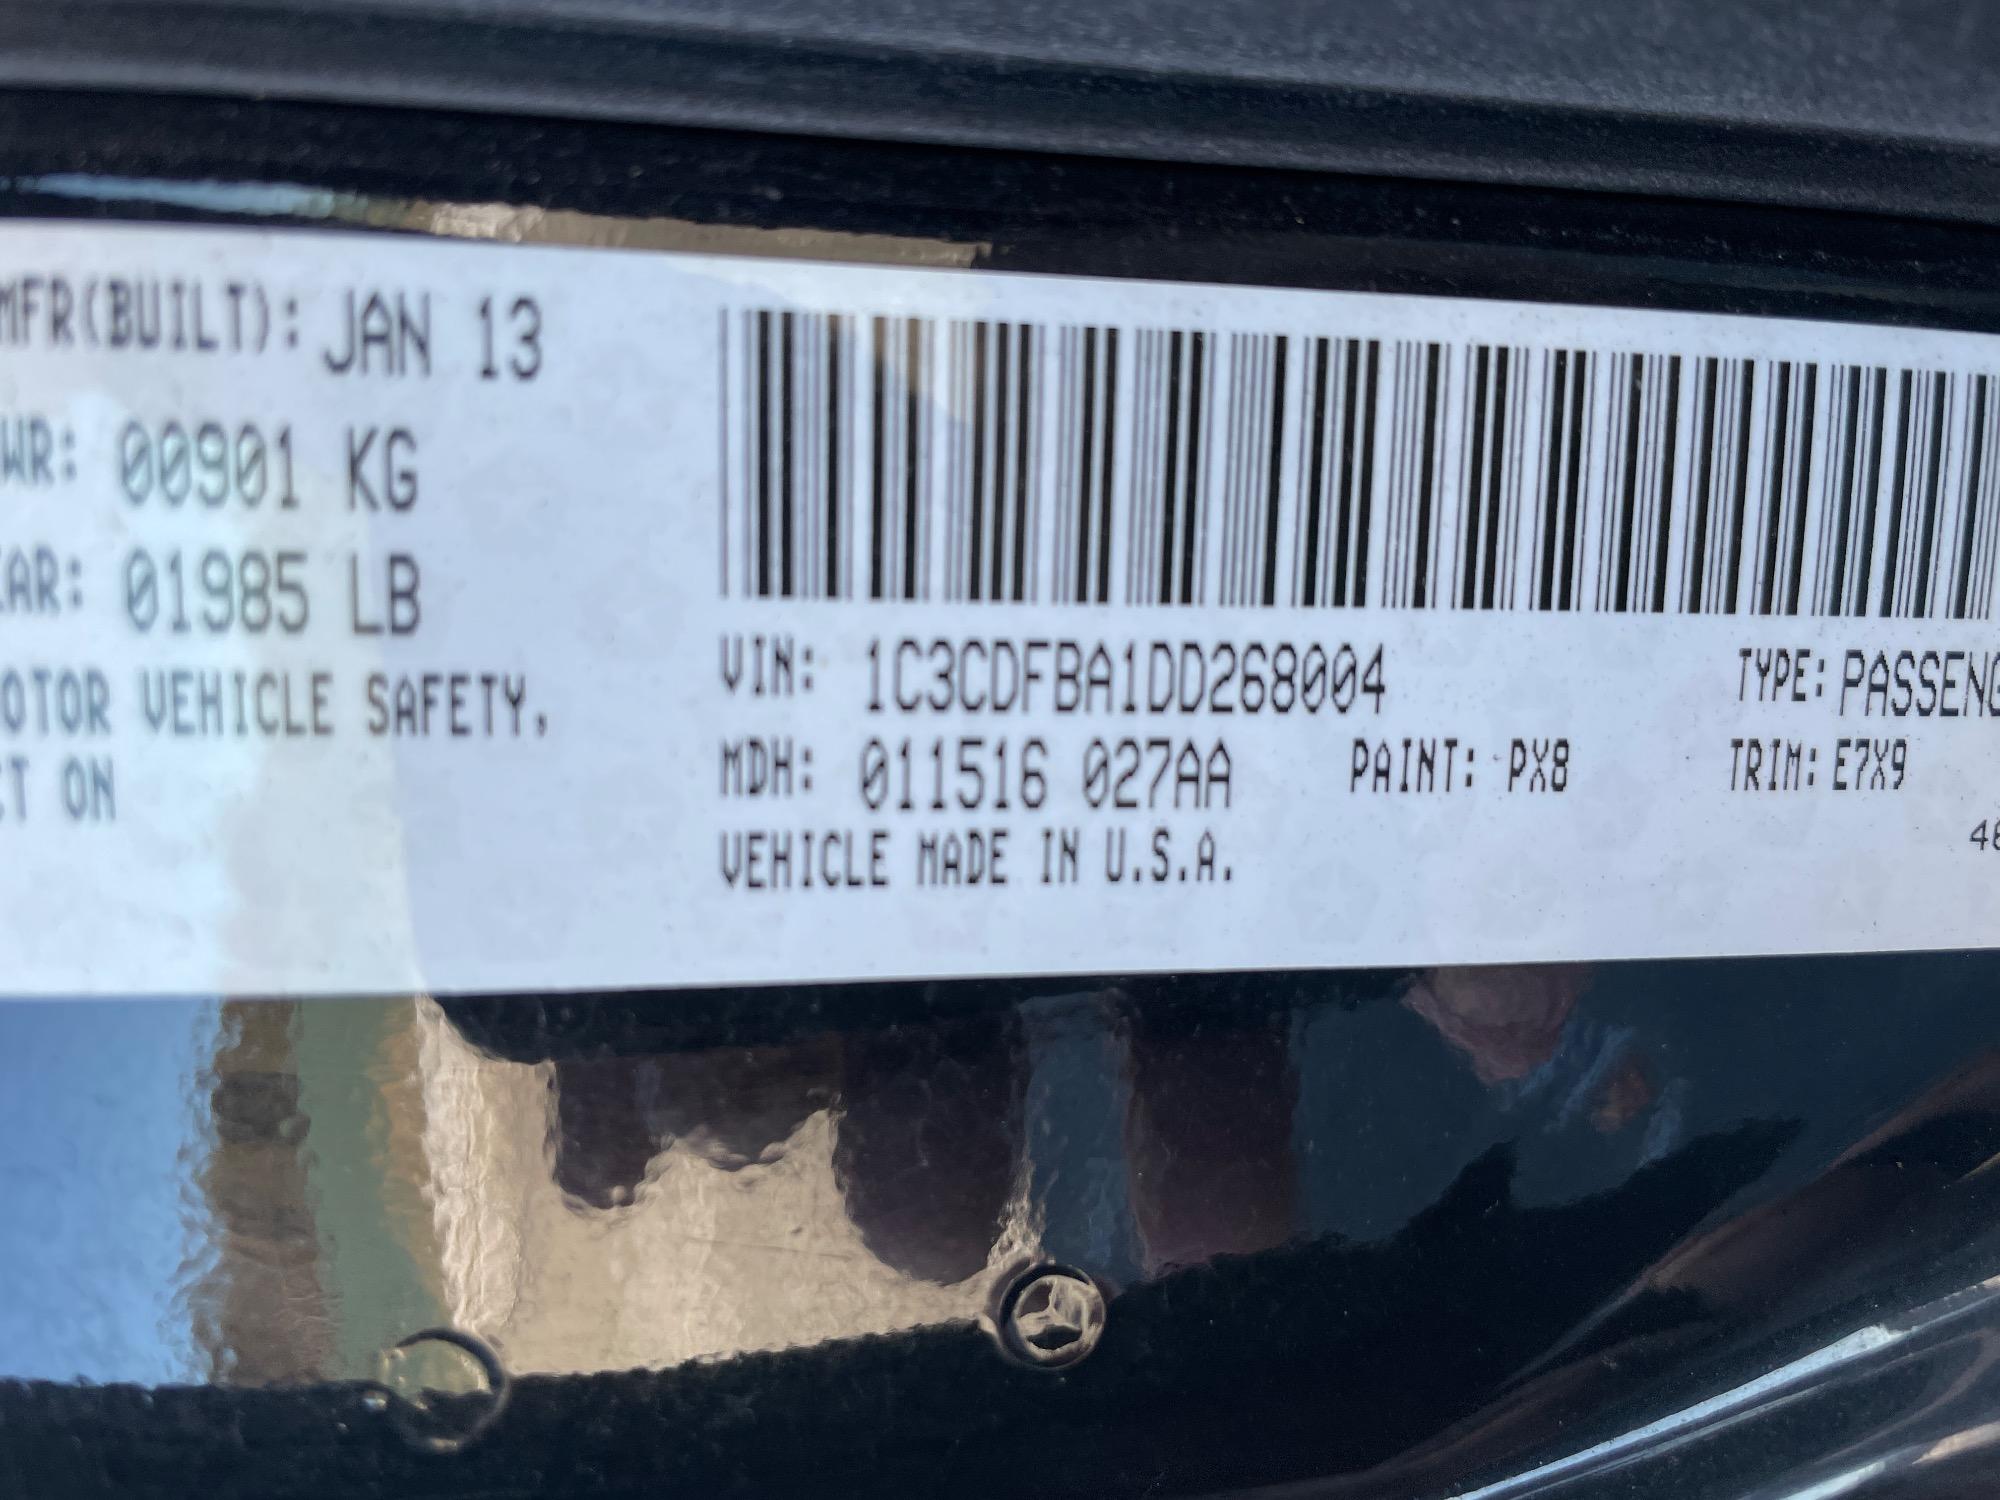 MFR(BUILT): JAN 13
WR: 00901 KG
AR: 01985 LB
OTOR VEHICLE SAFETY,
CT ON
VIN: 1C3CDFBA1DD268004
TYPE: PASSENG
MDH: 011516 027AA
PAINT: PX8
TRIM: E7X9
VEHICLE MADE IN U.S.A.